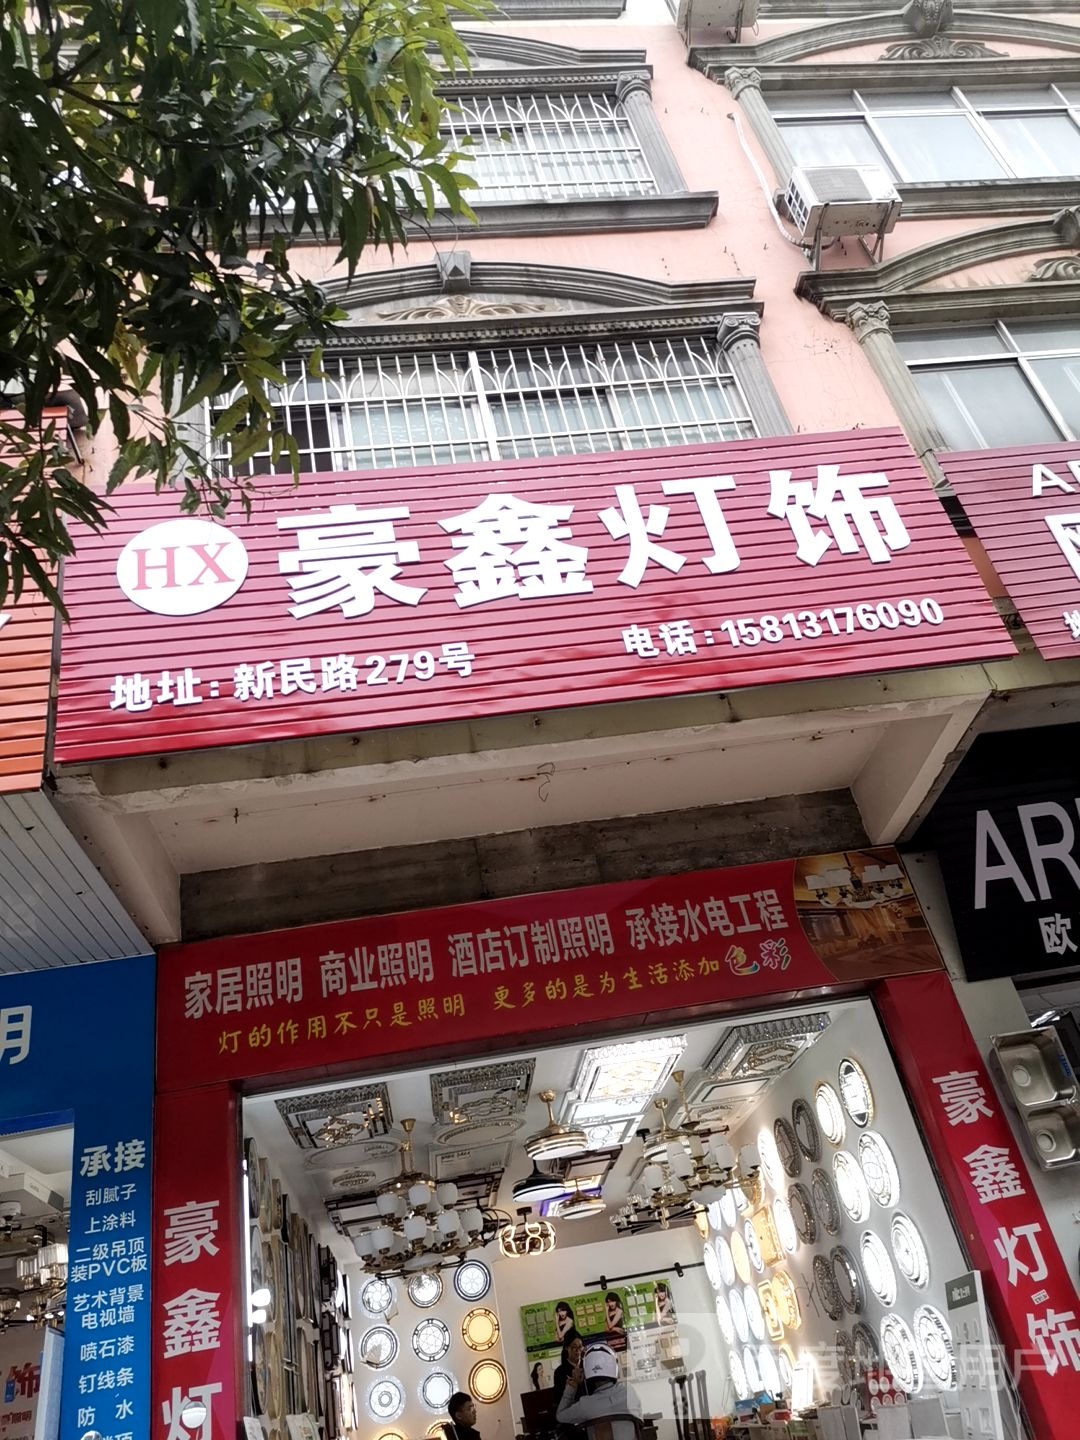 HX 豪鑫灯饰
地址：新民路279号 电话：15813176090
家居照明 商业照明 酒店订制照明 承接水电工程
灯的作用不只是照明 更多的是为生活添加色彩
豪鑫灯
豪鑫灯饰
明
承接
刮腻子
上涂料
二级吊顶
装PVC板
艺术背景
电视墙
喷石漆
钉线条
防水
AR
欧